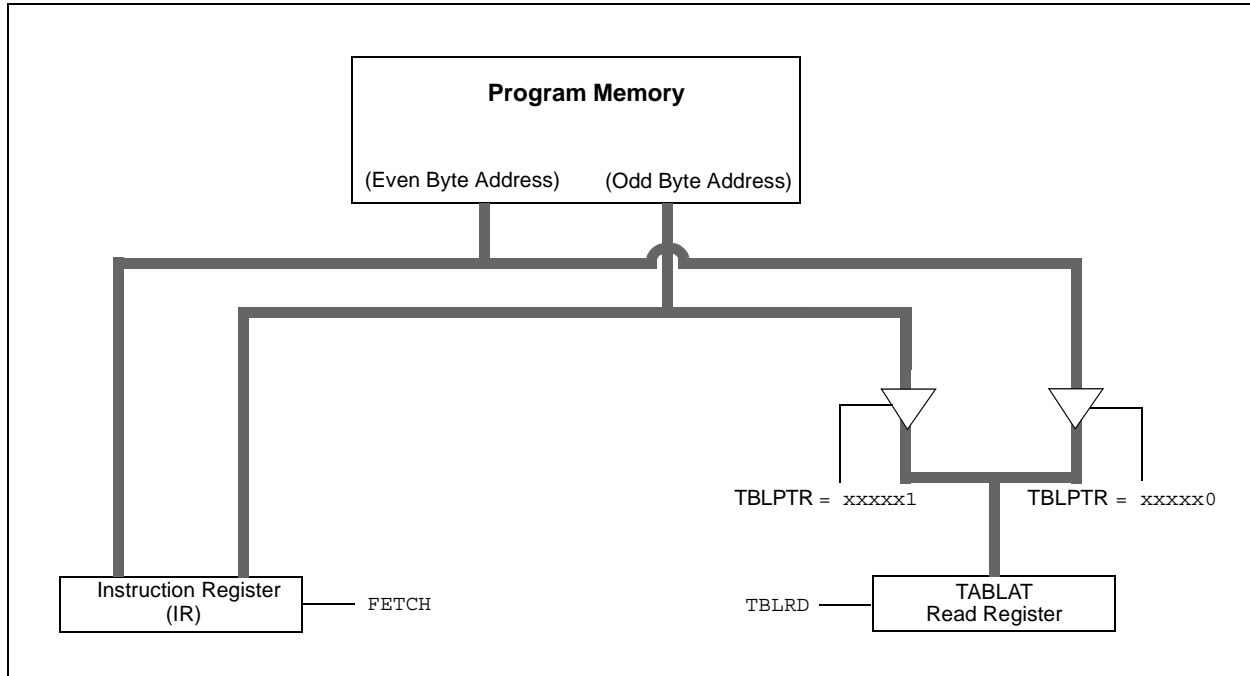 Program Memory
(Even Byte Address) (Odd Byte Address)
TBLPTR = xxxxx1 TBLPTR = xxxxx0
Instruction Register
(IR)
FETCH
TBLRD
TABLAT
Read Register